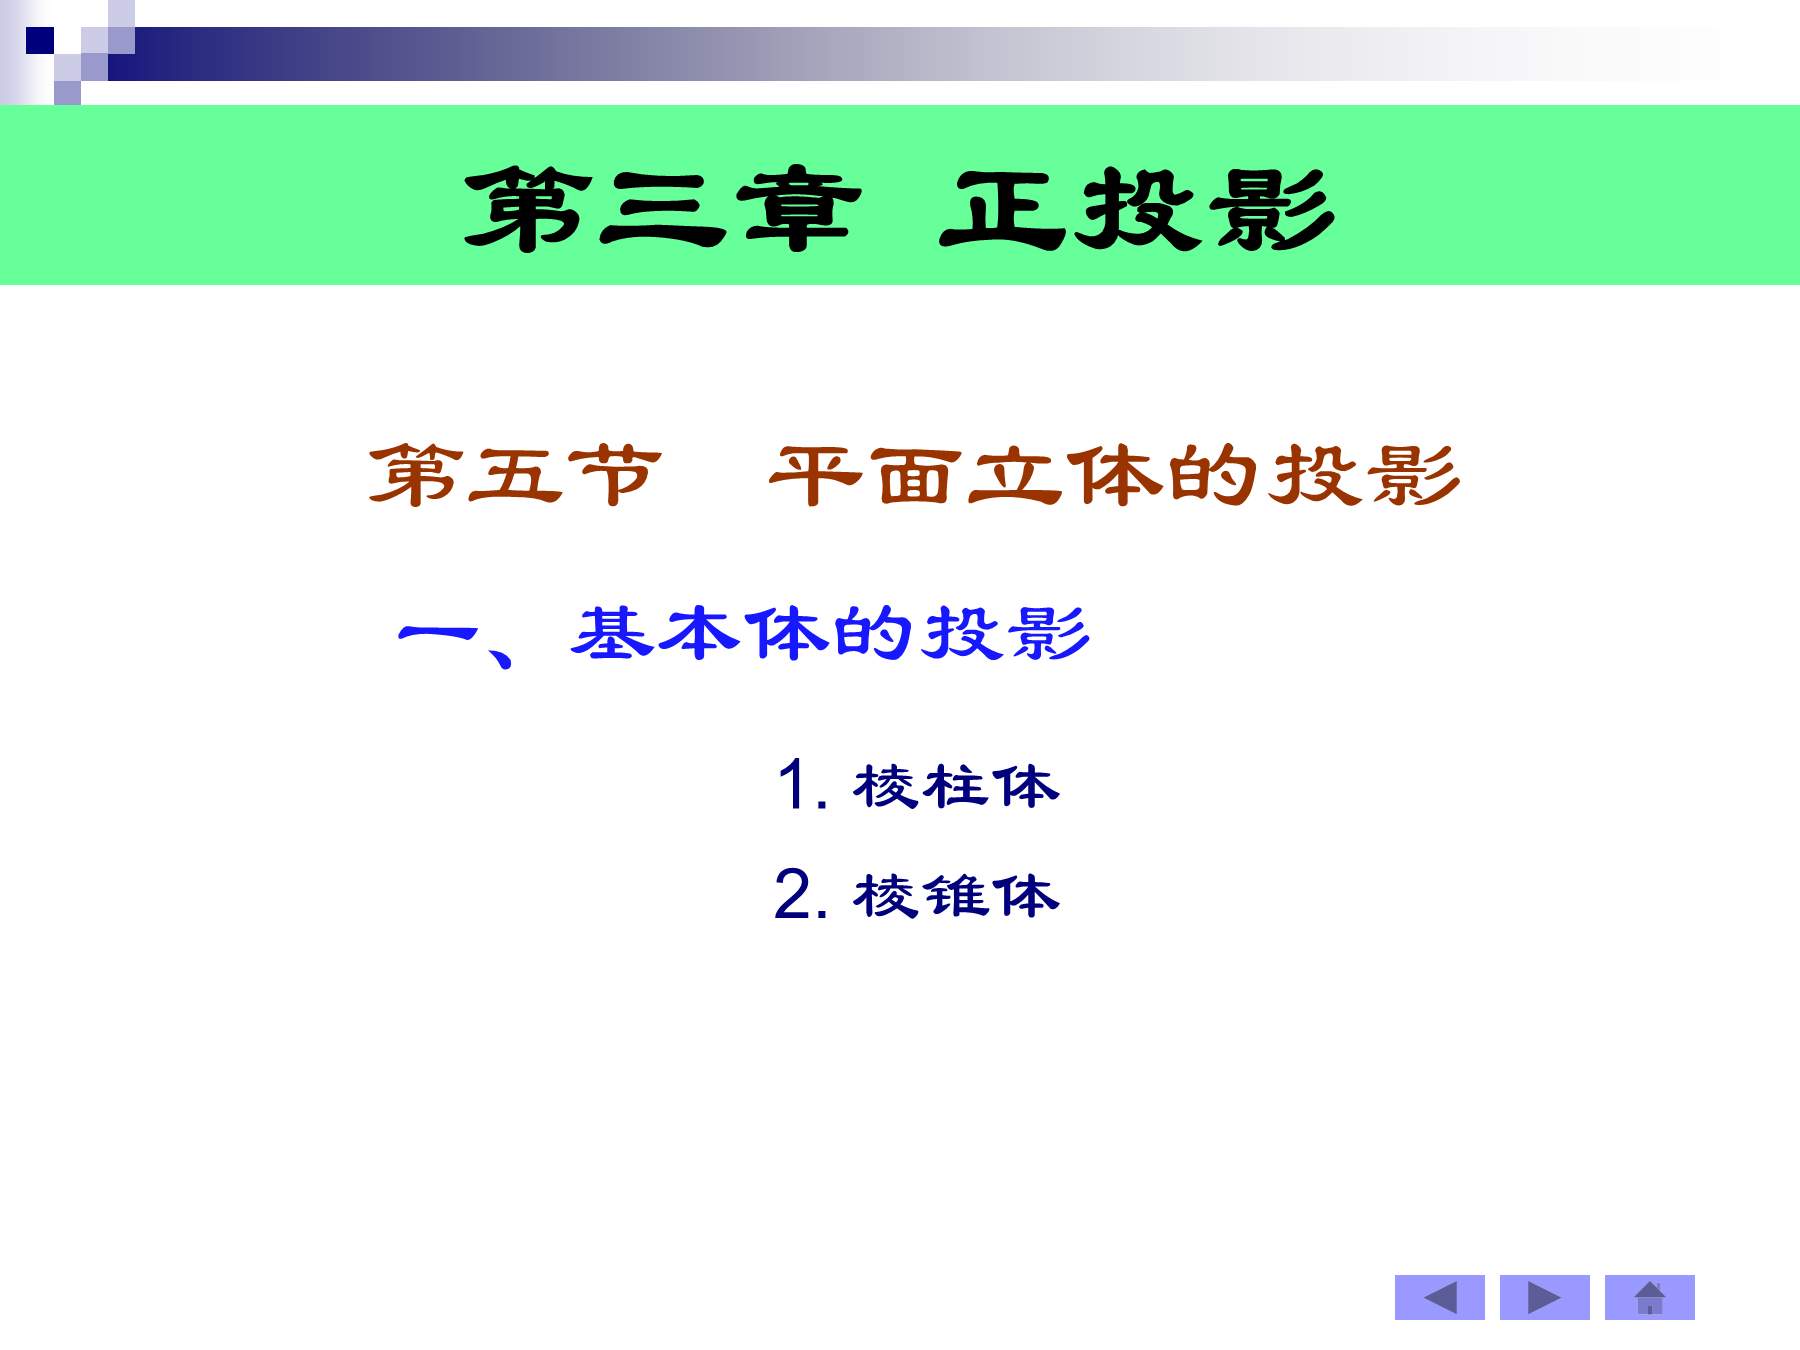 第三章 正投影
第五节 平面立体的投影
一、基本体的投影
1. 棱柱体
2. 棱锥体